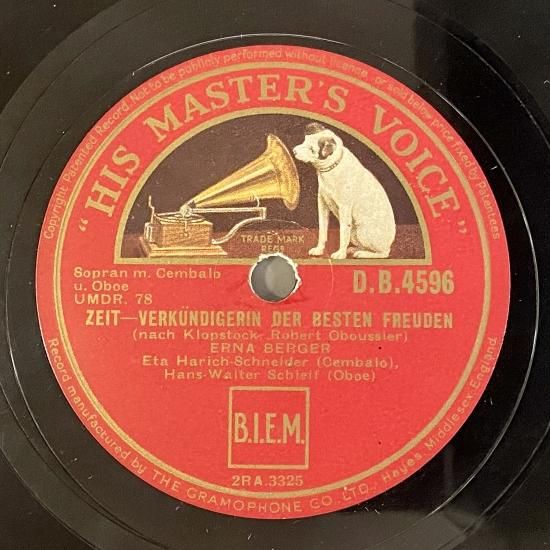 Copyright Patented Record. Not to be publicly performed without licence or sold below price fixed by Patentees
"HIS MASTER'S VOICE"
TRADE MARK
REGD
Sopran m. Cembalo
u. Oboe
UMDR. 78
D.B.4596
ZEIT—VERKÜNDIGERIN DER BESTEN FREUDEN
(nach Klopstock—Robert Oboussier)
ERNA BERGER
Eta Harich-Schneider (Cembalo),
Hans-Walter Schleif (Oboe)
B.I.E.M.
2RA.3325
Record manufactured by THE GRAMOPHONE CO., LTD., Hayes, Middlesex, England.